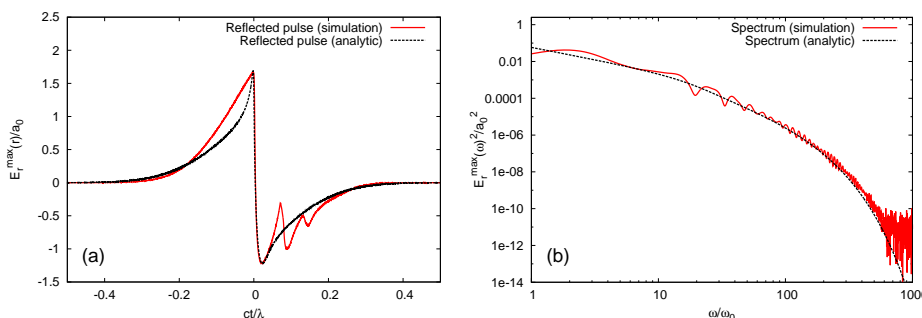 Reflected pulse (simulation)
Reflected pulse (analytic)
2.5
2
1.5
1
0.5
0
-0.5
-1
-1.5
-0.4
-0.2
0
0.2
0.4
E_r^max(r)/a_0
ct/λ
(a)
Spectrum (simulation)
Spectrum (analytic)
1
0.01
0.0001
1e-06
1e-08
1e-10
1e-12
1e-14
1
10
100
1000
E_r^max(ω)^2/a_0^2
ω/ω_0
(b)